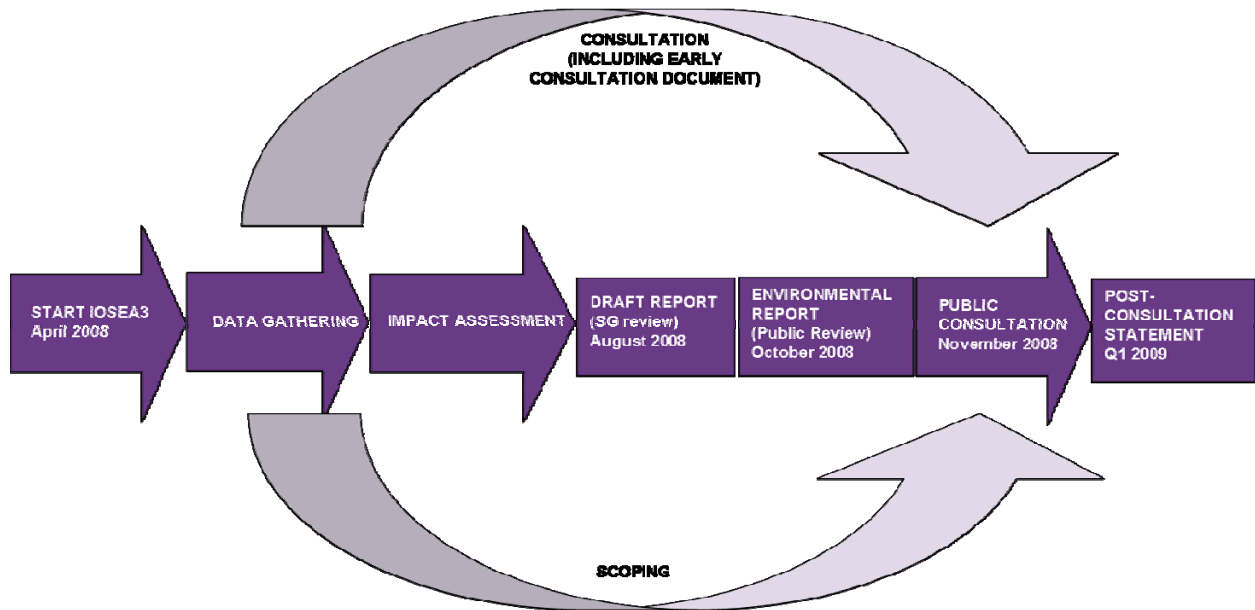 CONSULTATION
(INCLUDING EARLY
CONSULTATION DOCUMENT)
START IOSEA3
April 2008
DATA GATHERING
IMPACT ASSESSMENT
DRAFT REPORT
(SG review)
August 2008
ENVIRONMENTAL
REPORT
(Public Review)
October 2008
PUBLIC
CONSULTATION
November 2008
POST-
CONSULTATION
STATEMENT
Q1 2009
SCOPING